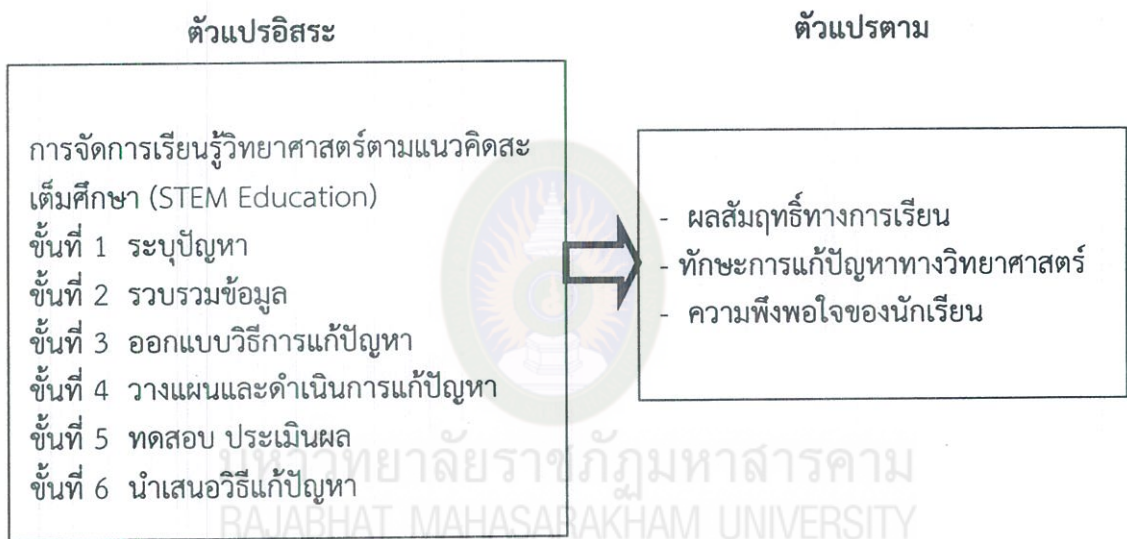 ตัวแปรอิสระ
การจัดการเรียนรู้วิทยาศาสตร์ตามแนวคิดสะ
เต็มศึกษา (STEM Education)
ขั้นที่ 1 ระบุปัญหา
ขั้นที่ 2 รวบรวมข้อมูล
ขั้นที่ 3 ออกแบบวิธีการแก้ปัญหา
ขั้นที่ 4 วางแผนและดำเนินการแก้ปัญหา
ขั้นที่ 5 ทดสอบ ประเมินผล
ขั้นที่ 6 นำเสนอวิธีแก้ปัญหา
ตัวแปรตาม
- ผลสัมฤทธิ์ทางการเรียน
- ทักษะการแก้ปัญหาทางวิทยาศาสตร์
- ความพึงพอใจของนักเรียน
มหาวิทยาลัยราชภัฏมหาสารคาม
RAJABHAT MAHASARAKHAM UNIVERSITY